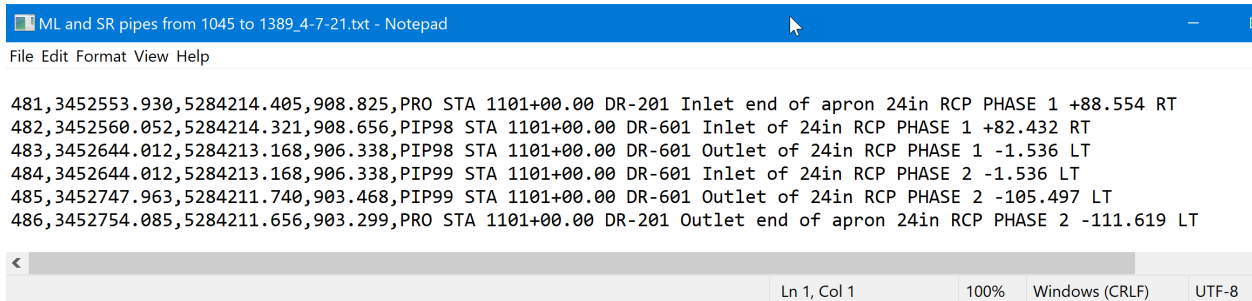 ML and SR pipes from 1045 to 1389_4-7-21.txt - Notepad
File Edit Format View Help
481,3452553.930,5284214.405,908.825,PRO STA 1101+00.00 DR-201 Inlet end of apron 24in RCP PHASE 1 +88.554 RT
482,3452560.052,5284214.321,908.656,PIP98 STA 1101+00.00 DR-601 Inlet of 24in RCP PHASE 1 +82.432 RT
483,3452644.012,5284213.168,906.338,PIP98 STA 1101+00.00 DR-601 Outlet of 24in RCP PHASE 1 -1.536 LT
484,3452644.012,5284213.168,906.338,PIP99 STA 1101+00.00 DR-601 Inlet of 24in RCP PHASE 2 -1.536 LT
485,3452747.963,5284211.740,903.468,PIP99 STA 1101+00.00 DR-601 Outlet of 24in RCP PHASE 2 -105.497 LT
486,3452754.085,5284211.656,903.299,PRO STA 1101+00.00 DR-201 Outlet end of apron 24in RCP PHASE 2 -111.619 LT
Ln 1, Col 1 100% Windows (CRLF) UTF-8